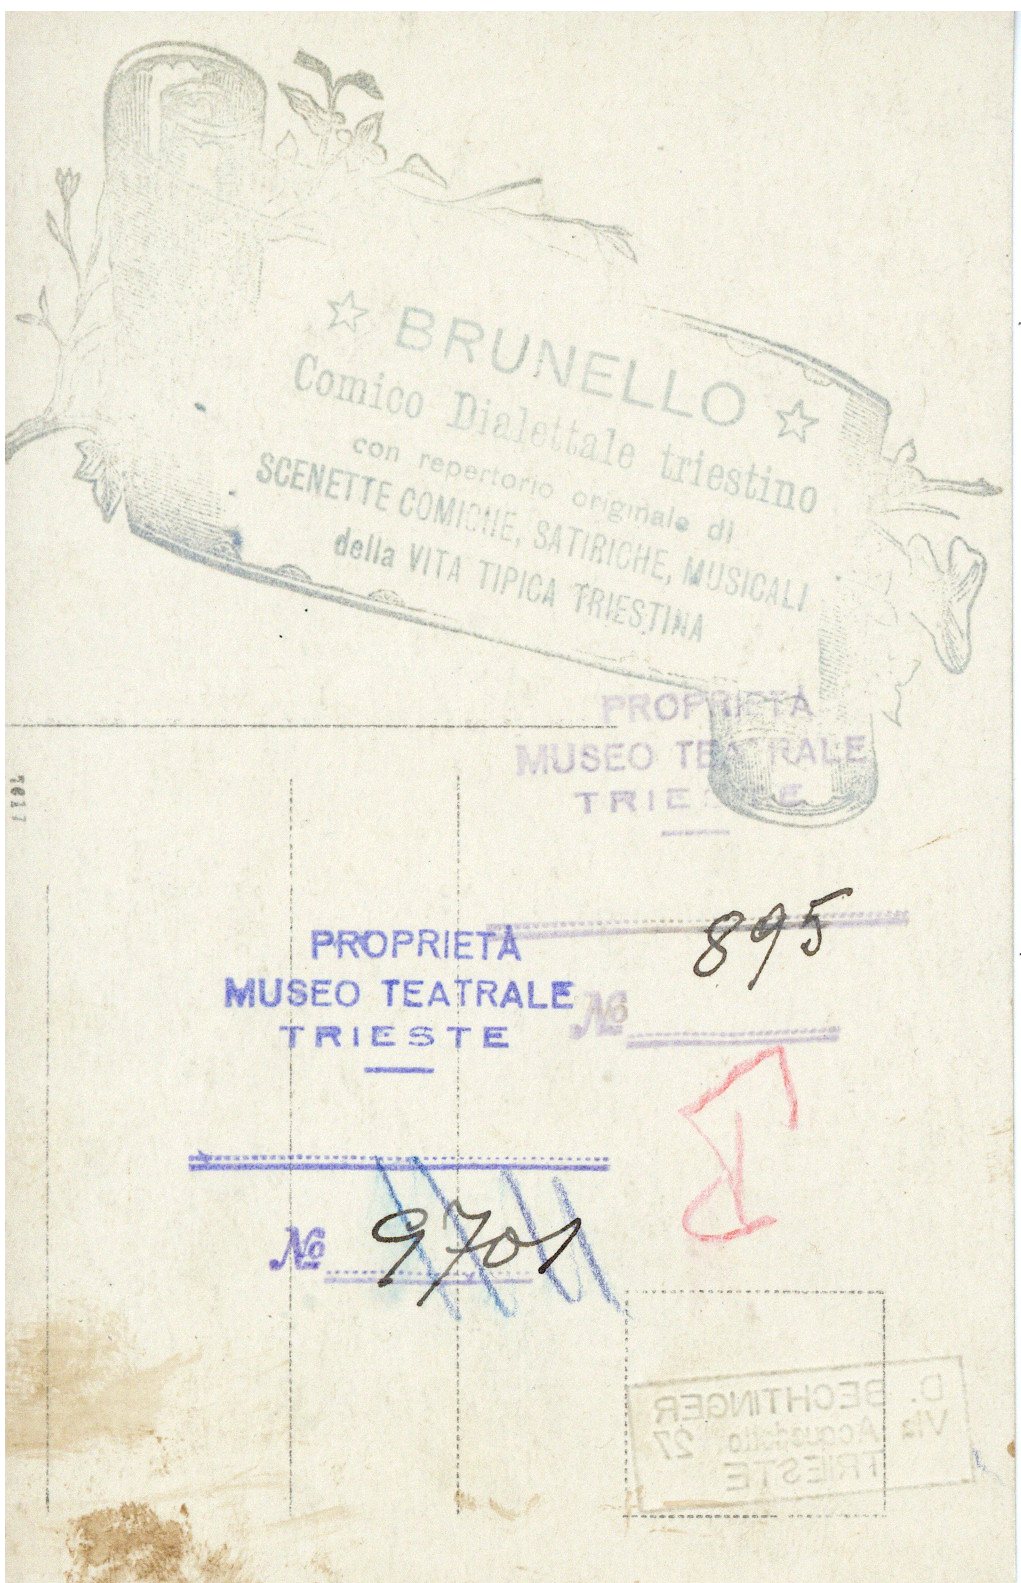 ☆ BRUNELLO ☆
Comico Dialettale triestino
con repertorio originale di
SCENETTE COMICHE, SATIRICHE, MUSICALI
della VITA TIPICA TRIESTINA
PROPRIETÀ
MUSEO TEATRALE
TRIESTE
895
№
PROPRIETÀ
MUSEO TEATRALE
TRIESTE
№ 9701
D. BECHTINGER
Via Acquedotto 27
TRIESTE